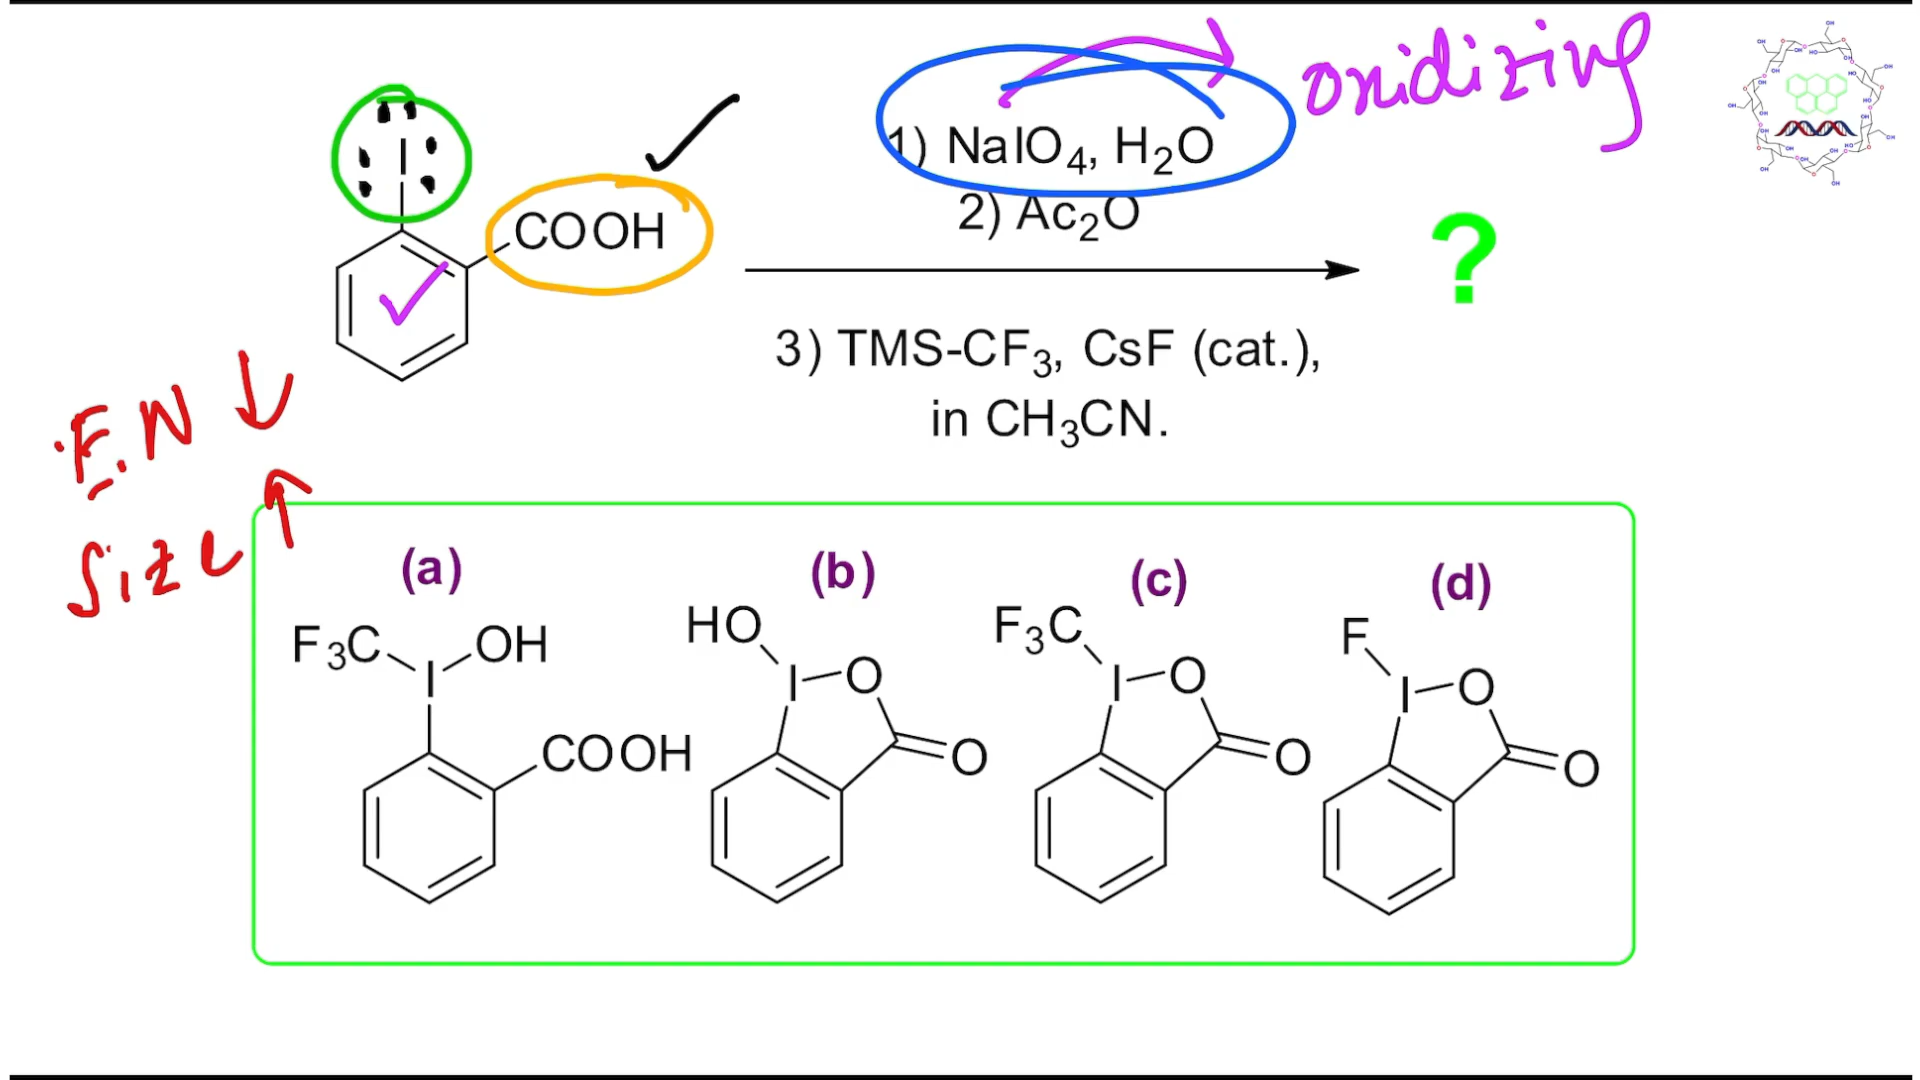 oxidizing
I
COOH
1) NaIO4, H2O
2) Ac2O
?
3) TMS-CF3, CsF (cat.),
in CH3CN.
E.N ↓
Size ↑
(a) (b) (c) (d)
F3C I OH COOH
HO I O O
F3C I O O
F I O O